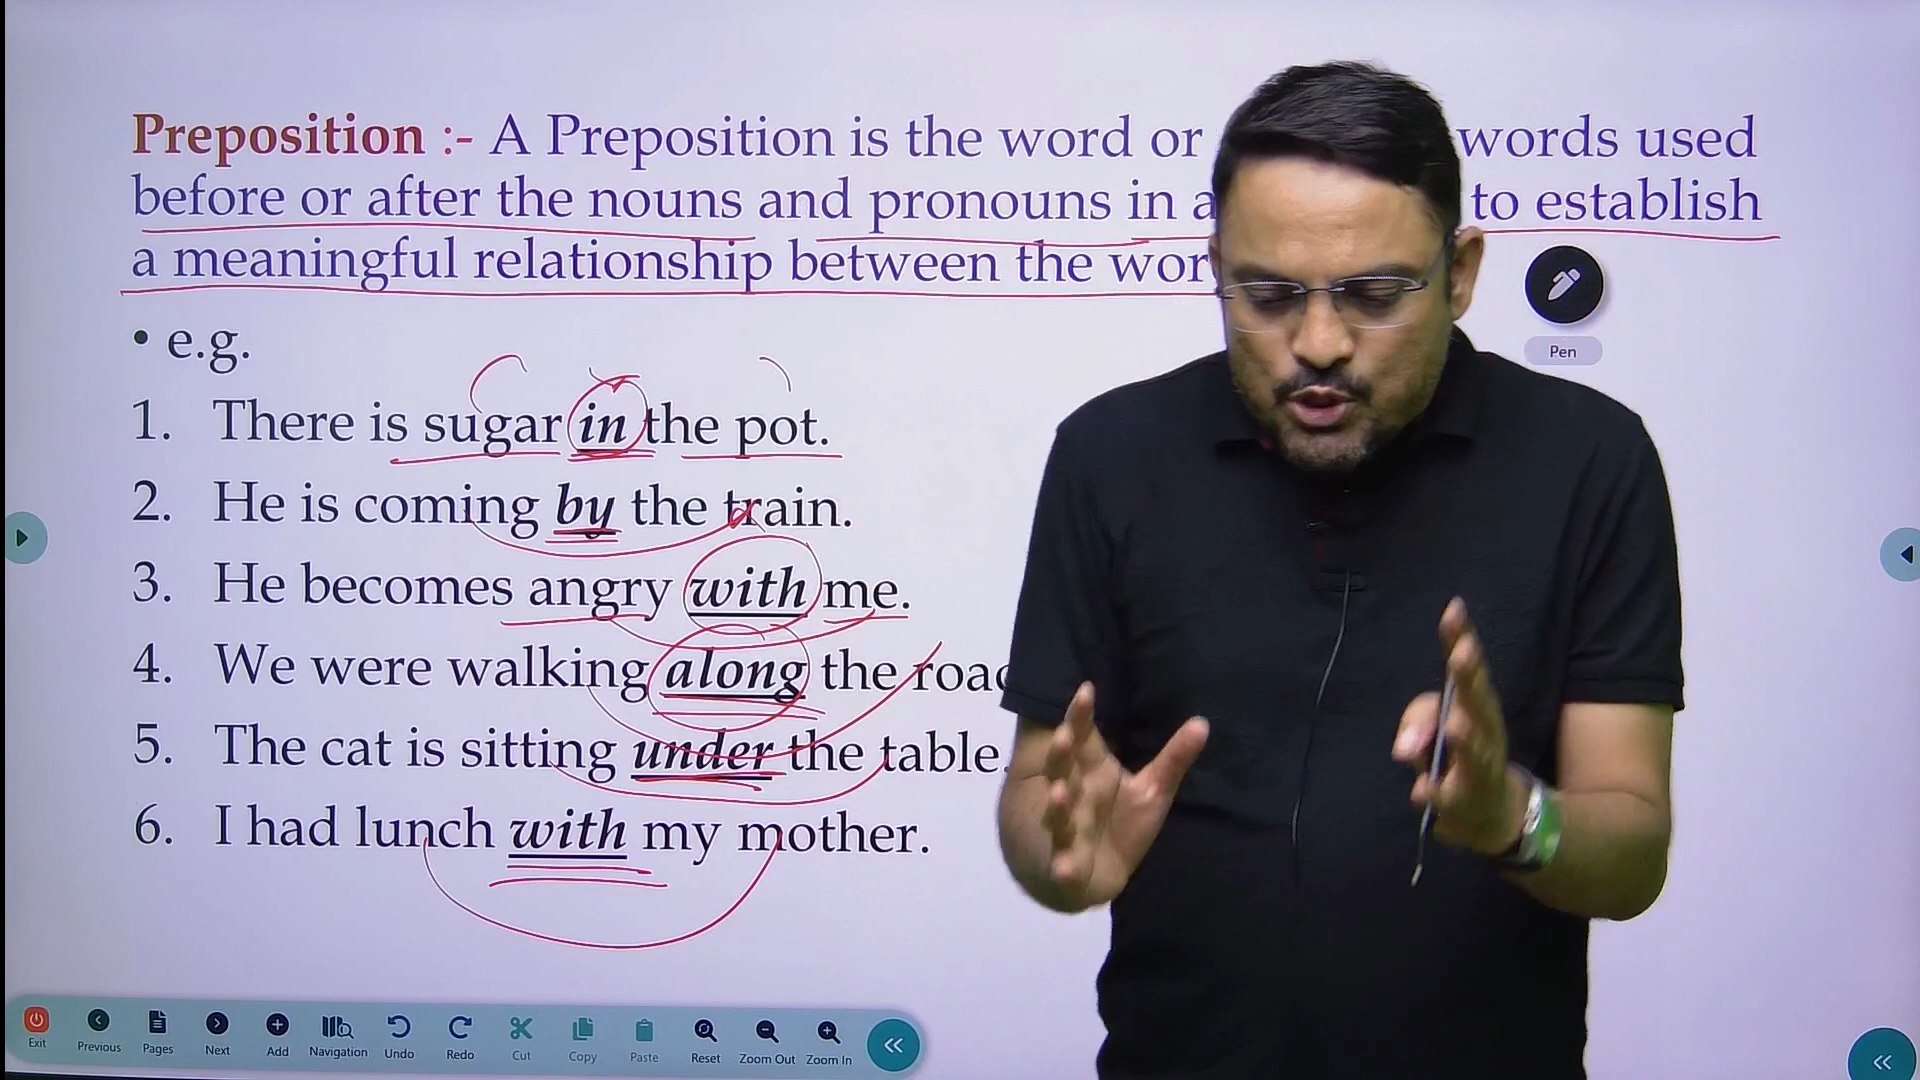 Preposition :- A Preposition is the word or words used
before or after the nouns and pronouns in a to establish
a meaningful relationship between the
• e.g.
1. There is sugar in the pot.
2. He is coming by the train.
3. He becomes angry with me.
4. We were walking along the
5. The cat is sitting under the table.
6. I had lunch with my mother.
Pen
Exit
Previous
Pages
Next
Add
Navigation
Undo
Redo
Cut
Copy
Paste
Reset
Zoom Out
Zoom In